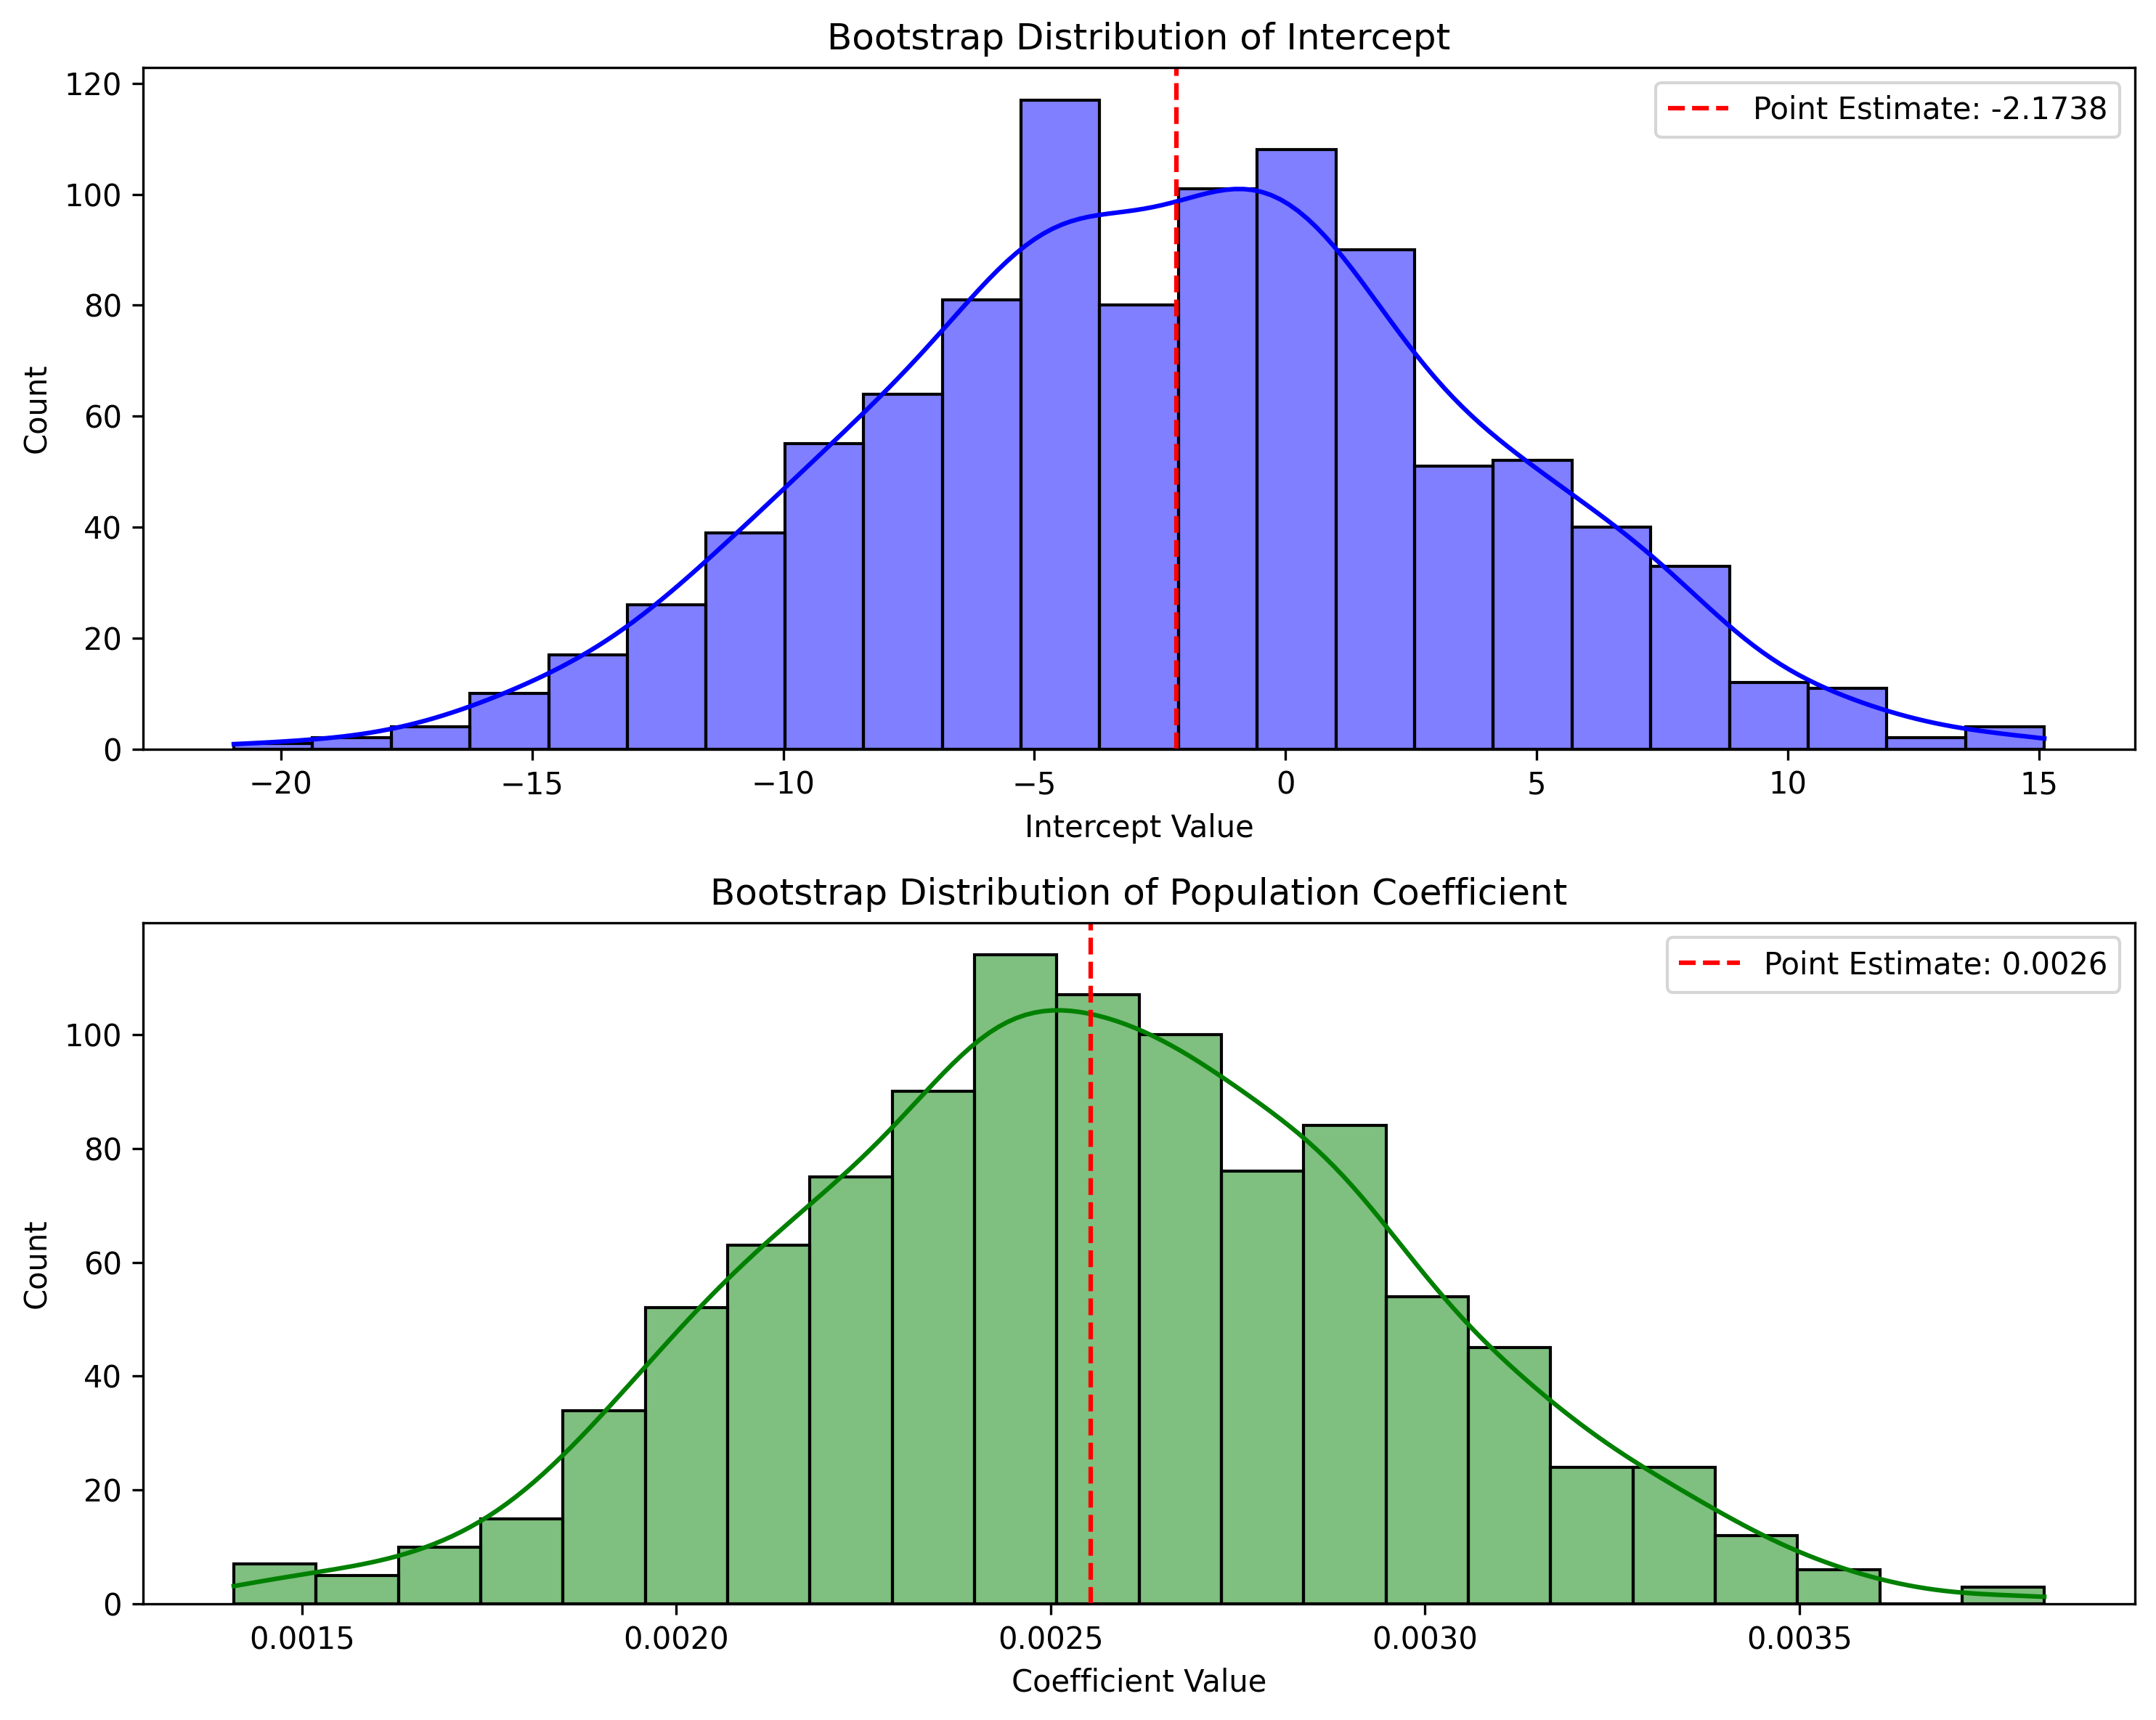 Bootstrap Distribution of Intercept
Point Estimate: -2.1738
Count
120
100
80
60
40
20
0
−20 −15 −10 −5 0 5 10 15
Intercept Value
Bootstrap Distribution of Population Coefficient
Point Estimate: 0.0026
Count
100
80
60
40
20
0
0.0015 0.0020 0.0025 0.0030 0.0035
Coefficient Value